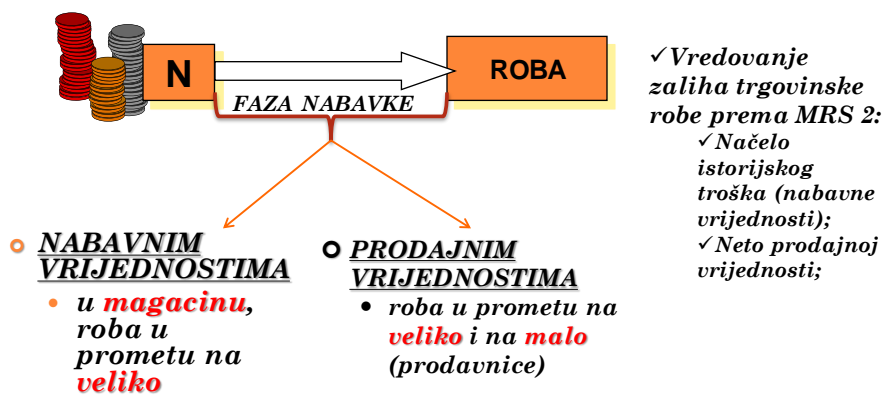 N
ROBA
FAZA NABAVKE
✓Vredovanje
zaliha trgovinske
robe prema MRS 2:
✓Načelo
istorijskog
troška (nabavne
vrijednosti);
✓Neto prodajnoj
vrijednosti;
NABAVNIM
VRIJEDNOSTIMA
• u magacinu,
roba u
prometu na
veliko
PRODAJNIM
VRIJEDNOSTIMA
• roba u prometu na
veliko i na malo
(prodavnice)